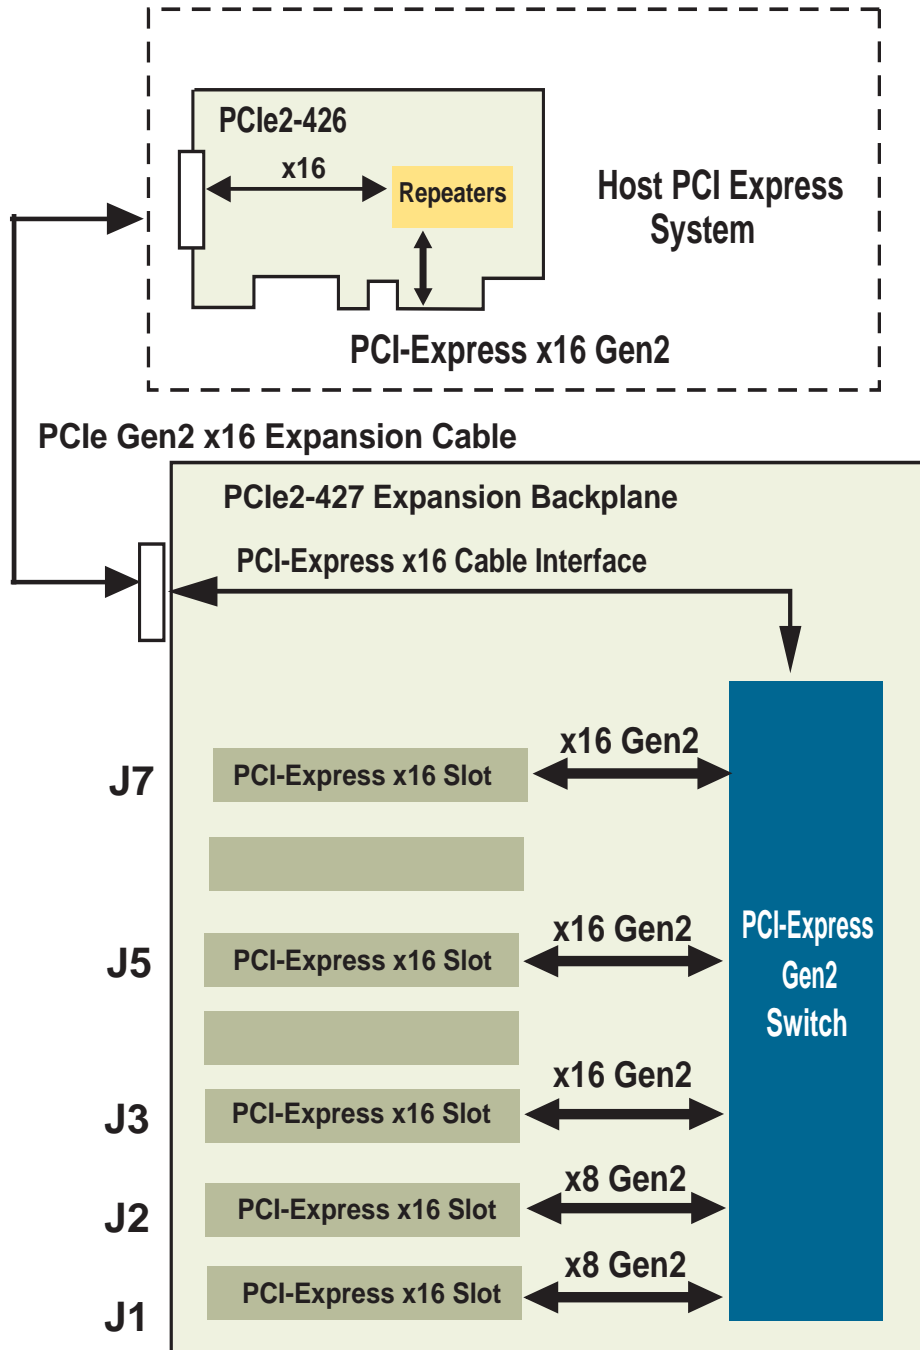 PCIe2-426
x16
Repeaters
Host PCI Express
System
PCI-Express x16 Gen2
PCIe Gen2 x16 Expansion Cable
PCIe2-427 Expansion Backplane
PCI-Express x16 Cable Interface
x16 Gen2
J7
PCI-Express x16 Slot
x16 Gen2
J5
PCI-Express x16 Slot
PCI-Express
Gen2
Switch
x16 Gen2
J3
PCI-Express x16 Slot
x8 Gen2
J2
PCI-Express x16 Slot
x8 Gen2
J1
PCI-Express x16 Slot